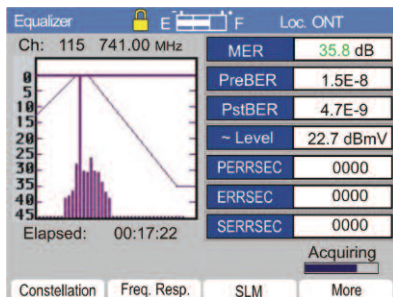 Equalizer E F Loc. ONT
Ch: 115 741.00 MHz
MER 35.8 dB
PreBER 1.5E-8
PstBER 4.7E-9
~ Level 22.7 dBmV
PERRSEC 0000
ERRSEC 0000
SERRSEC 0000
0
5
10
15
20
25
30
35
40
45
Elapsed: 00:17:22
Acquiring
Constellation Freq. Resp. SLM More